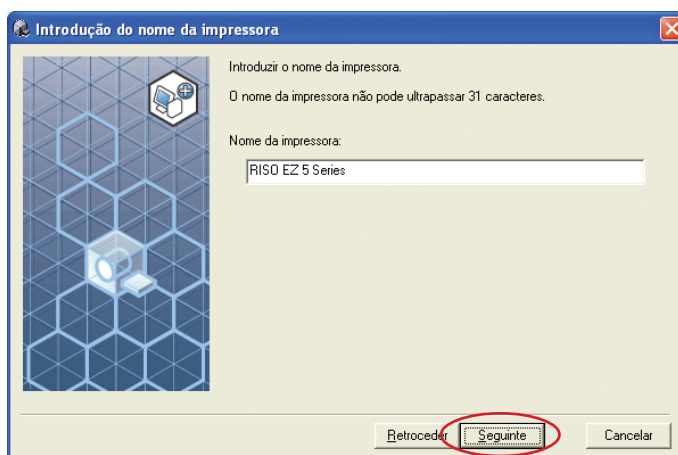 Introdução do nome da impressora
Introduzir o nome da impressora.
O nome da impressora não pode ultrapassar 31 caracteres.
Nome da impressora:
RISO EZ 5 Series
Retroceder
Seguinte
Cancelar